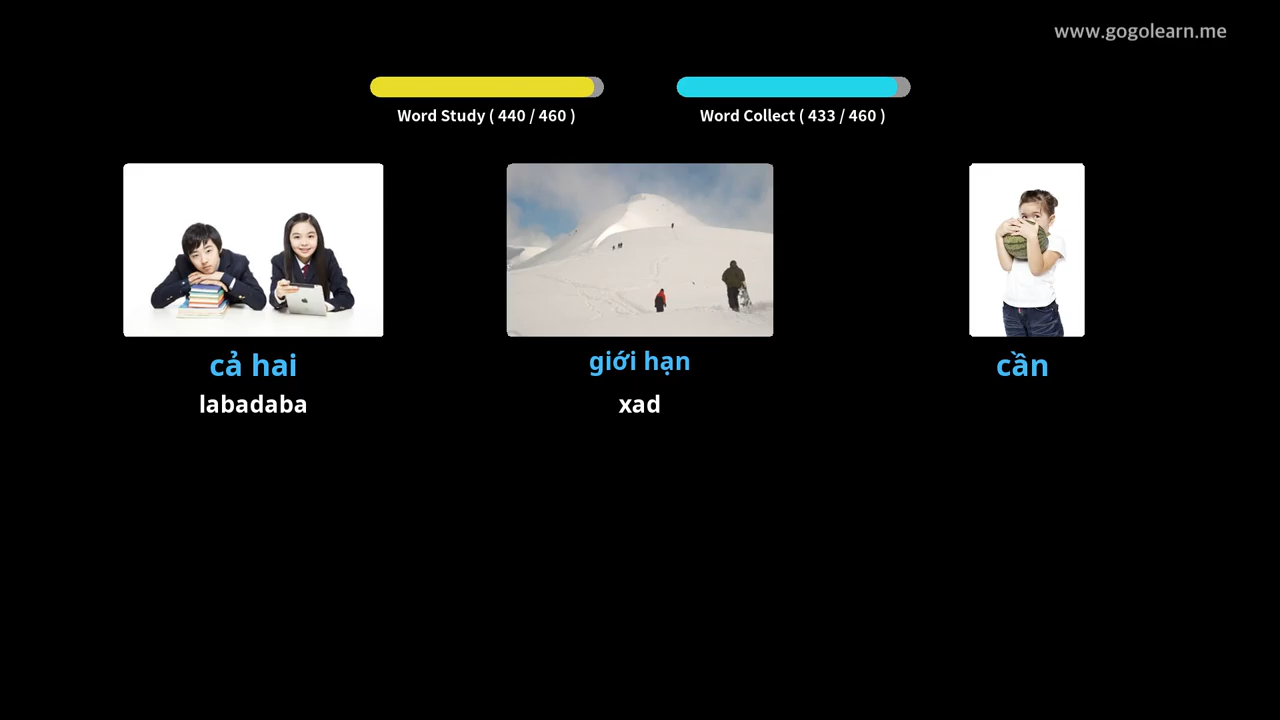 www.gogolearn.me
Word Study ( 440 / 460 )
Word Collect ( 433 / 460 )
cả hai
giới hạn
cần
labadaba
xad